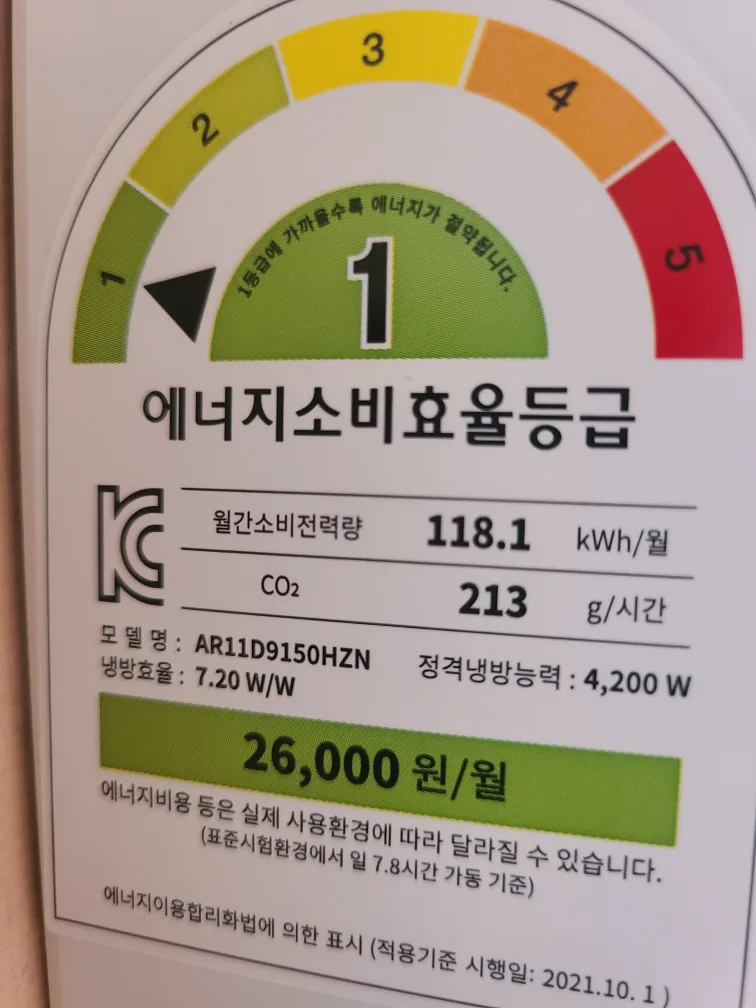 3
2
4
1
5
1등급에 가까울수록 에너지가 절약됩니다.
1
에너지소비효율등급
월간소비전력량 118.1 kWh/월
CO₂ 213 g/시간
모 델 명 : AR11D9150HZN
냉방효율 : 7.20 W/W
정격냉방능력 : 4,200 W
26,000 원/월
에너지비용 등은 실제 사용환경에 따라 달라질 수 있습니다.
(표준시험환경에서 일 7.8시간 가동 기준)
에너지이용합리화법에 의한 표시 (적용기준 시행일: 2021.10. 1 )